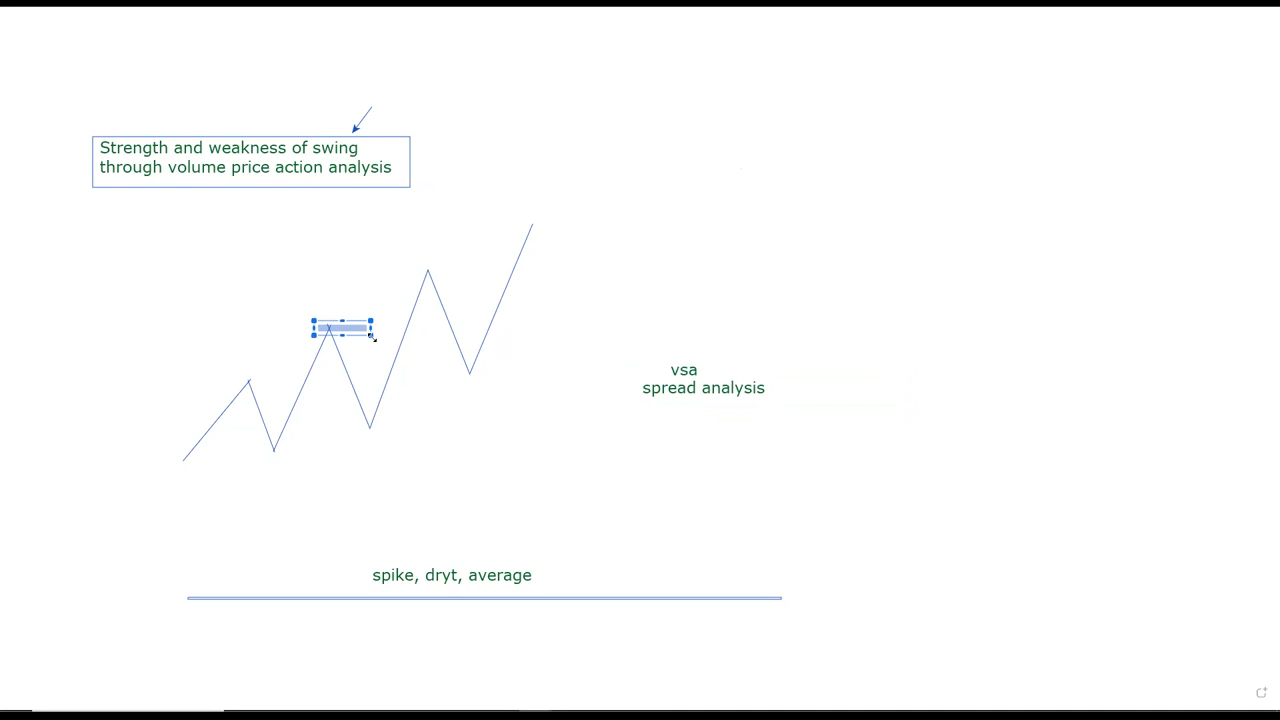 Strength and weakness of swing
through volume price action analysis
vsa
spread analysis
spike, dryt, average